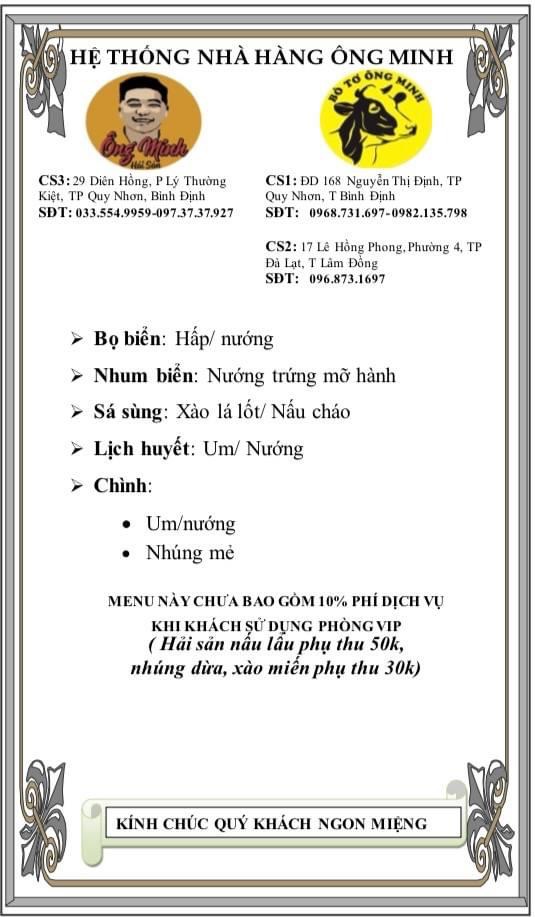 HỆ THỐNG NHÀ HÀNG ÔNG MINH
Ông Minh
Hải Sản
BÒ TƠ ÔNG MINH
CS3: 29 Diên Hồng, P Lý Thường
Kiệt, TP Quy Nhơn, Bình Định
SĐT: 033.554.9959-097.37.37.927
CS1: ĐD 168 Nguyễn Thị Định, TP
Quy Nhơn, T Bình Định
SĐT: 0968.731.697-0982.135.798
CS2: 17 Lê Hồng Phong, Phường 4, TP
Đà Lạt, T Lâm Đồng
SĐT: 096.873.1697
➢ Bọ biển: Hấp/ nướng
➢ Nhum biển: Nướng trứng mỡ hành
➢ Sá sùng: Xào lá lốt/ Nấu cháo
➢ Lịch huyết: Um/ Nướng
➢ Chình:
• Um/nướng
• Nhúng mẻ
MENU NÀY CHƯA BAO GỒM 10% PHÍ DỊCH VỤ
KHI KHÁCH SỬ DỤNG PHÒNG VIP
( Hải sản nấu lẩu phụ thu 50k,
nhúng dừa, xào miến phụ thu 30k)
KÍNH CHÚC QUÝ KHÁCH NGON MIỆNG